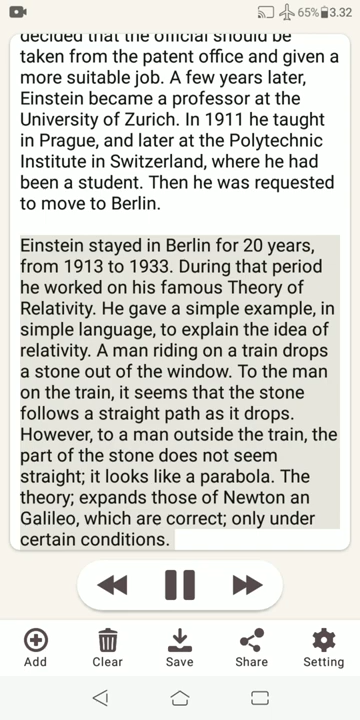 65% 3.32
decided that the official should be
taken from the patent office and given a
more suitable job. A few years later,
Einstein became a professor at the
University of Zurich. In 1911 he taught
in Prague, and later at the Polytechnic
Institute in Switzerland, where he had
been a student. Then he was requested
to move to Berlin.
Einstein stayed in Berlin for 20 years,
from 1913 to 1933. During that period
he worked on his famous Theory of
Relativity. He gave a simple example, in
simple language, to explain the idea of
relativity. A man riding on a train drops
a stone out of the window. To the man
on the train, it seems that the stone
follows a straight path as it drops.
However, to a man outside the train, the
part of the stone does not seem
straight; it looks like a parabola. The
theory; expands those of Newton an
Galileo, which are correct; only under
certain conditions.
Add Clear Save Share Setting